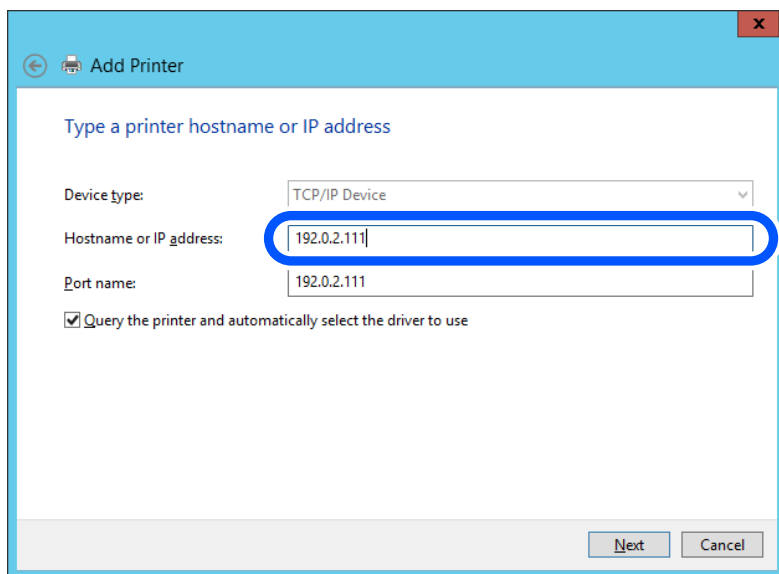 x
Add Printer
Type a printer hostname or IP address
Device type: TCP/IP Device
Hostname or IP address: 192.0.2.111
Port name: 192.0.2.111
Query the printer and automatically select the driver to use
Next Cancel